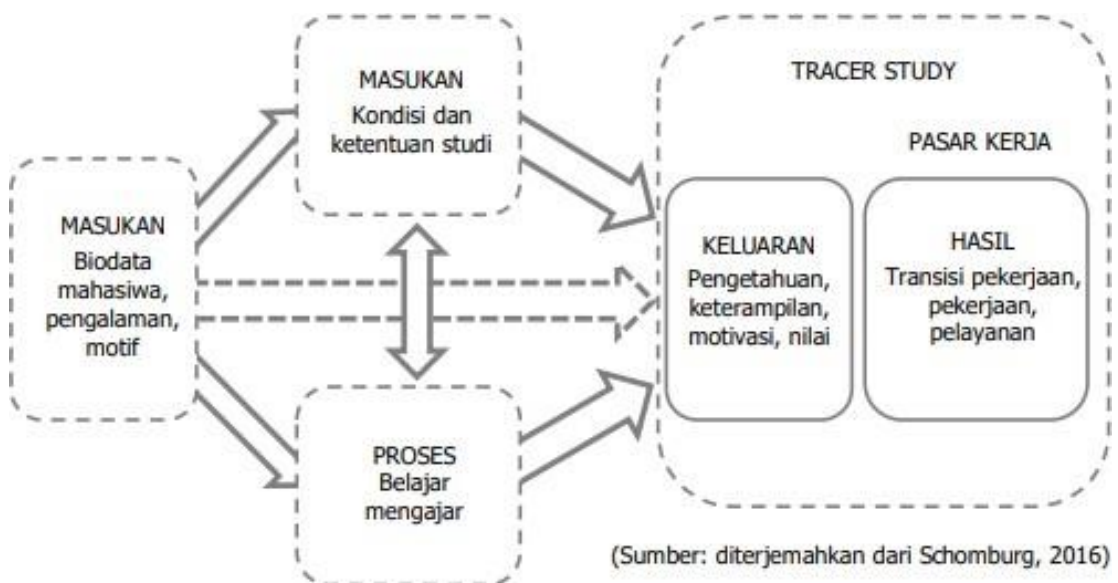 MASUKAN
Biodata
mahasiwa,
pengalaman,
motif
MASUKAN
Kondisi dan
ketentuan studi
PROSES
Belajar
mengajar
TRACER STUDY
PASAR KERJA
KELUARAN
Pengetahuan,
keterampilan,
motivasi, nilai
HASIL
Transisi pekerjaan,
pekerjaan,
pelayanan
(Sumber: diterjemahkan dari Schomburg, 2016)